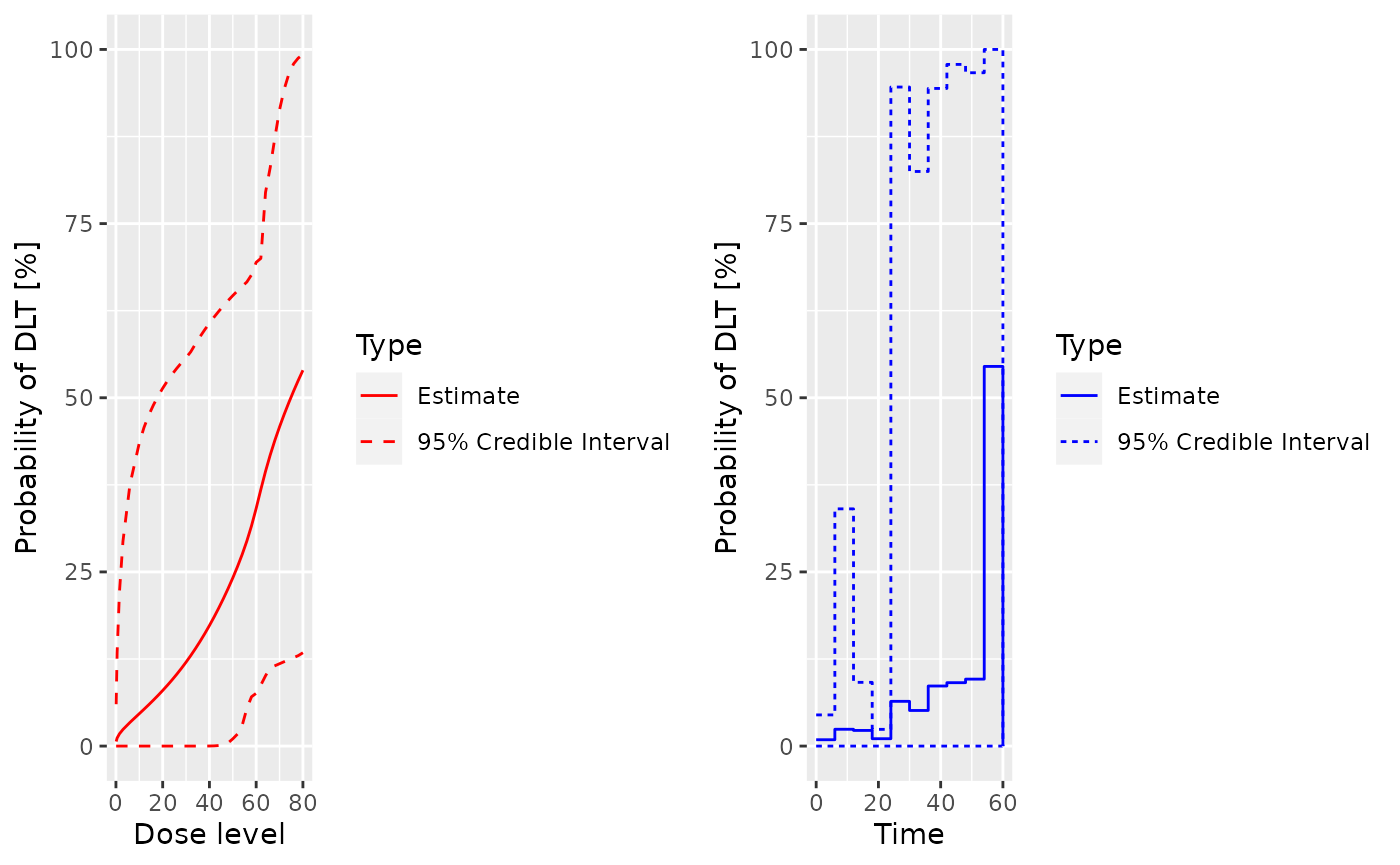 Probability of DLT [%]
100
75
50
25
0
0 20 40 60 80
Dose level
Type
Estimate
95% Credible Interval
Probability of DLT [%]
100
75
50
25
0
0 20 40 60
Time
Type
Estimate
95% Credible Interval